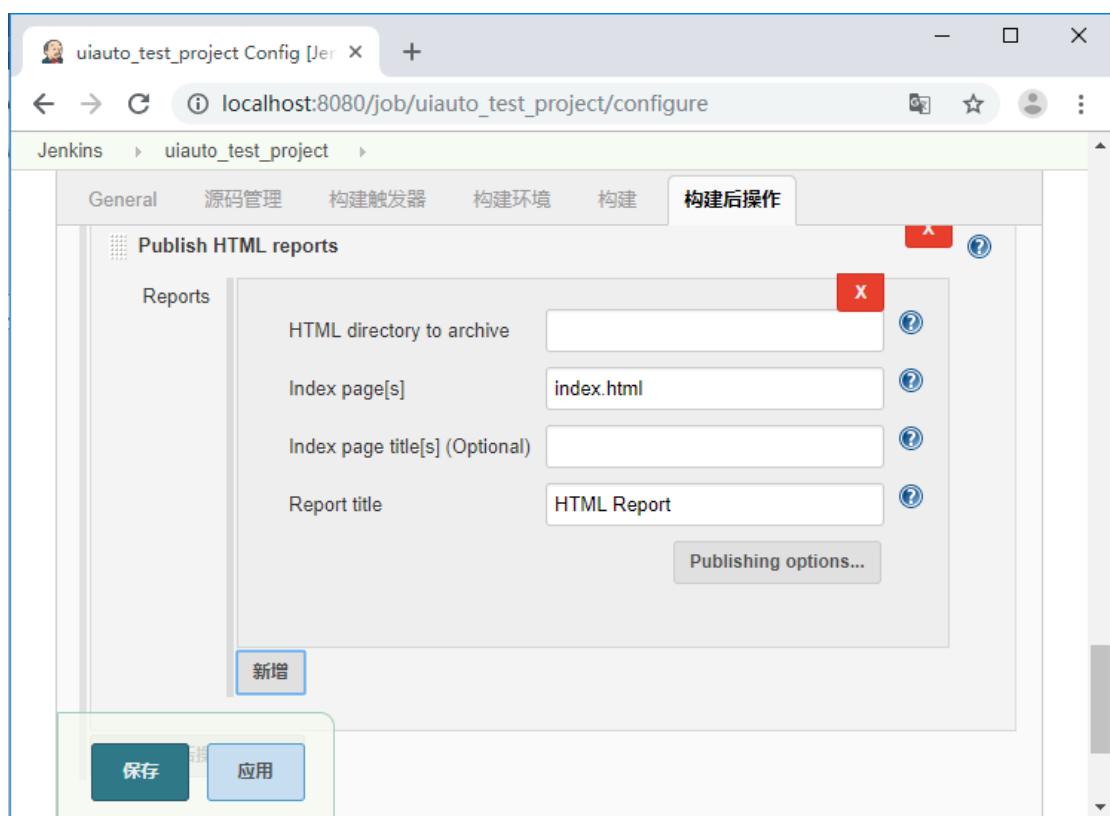 uiauto_test_project Config [Jer
localhost:8080/job/uiauto_test_project/configure
Jenkins uiauto_test_project
General 源码管理 构建触发器 构建环境 构建 构建后操作
X
Publish HTML reports
Reports
X
HTML directory to archive
Index page[s] index.html
Index page title[s] (Optional)
Report title HTML Report
Publishing options...
新增
保存 应用